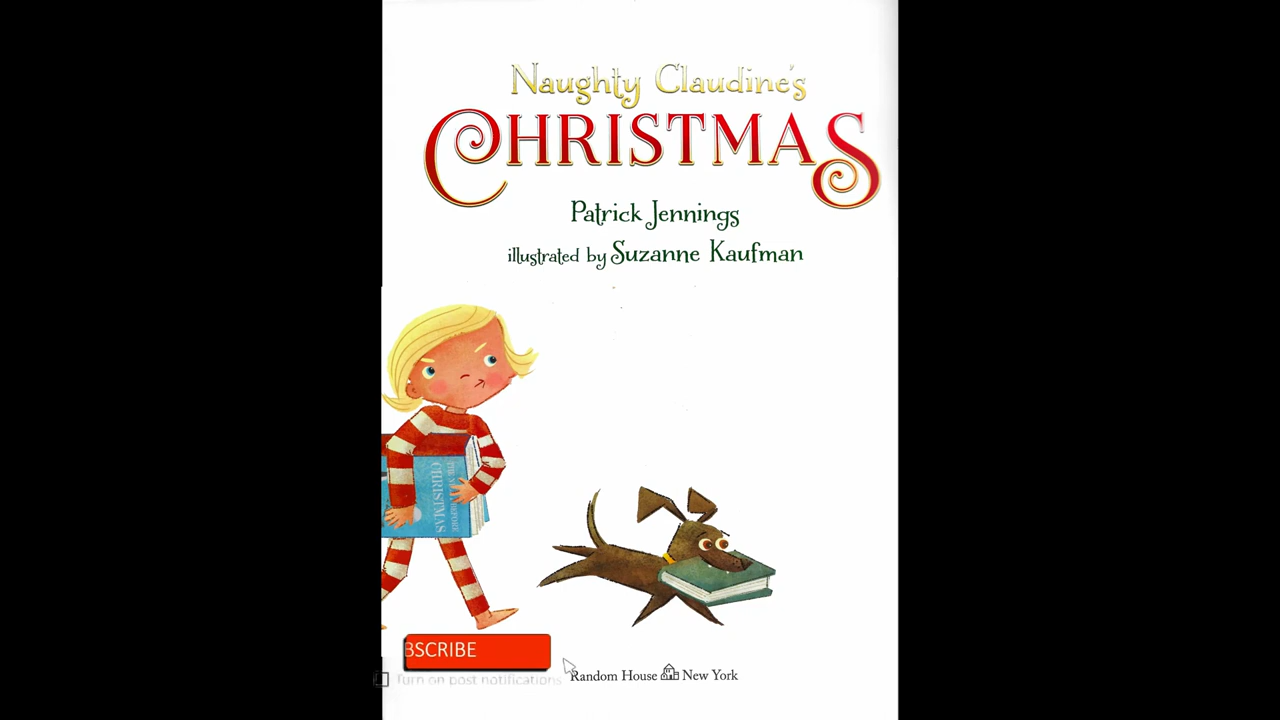 Naughty Claudine's
CHRISTMAS
Patrick Jennings
illustrated by Suzanne Kaufman
CHRISTMAS
BSCRIBE
Turn on post notifications
Random House New York